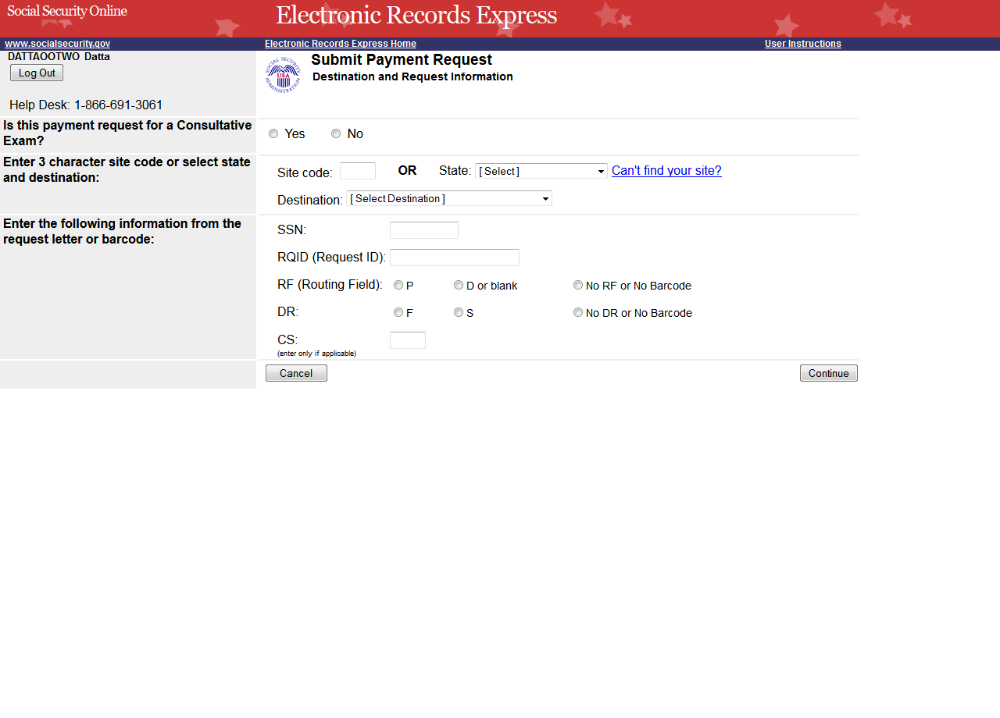 Social Security Online
Electronic Records Express
www.socialsecurity.gov
Electronic Records Express Home
User Instructions
DATTAOOTWO Datta
Log Out
Help Desk: 1-866-691-3061
SOCIAL SECURITY ADMINISTRATION
USA
Submit Payment Request
Destination and Request Information
Is this payment request for a Consultative
Exam?
Yes
No
Enter 3 character site code or select state
and destination:
Site code:
OR
State:
[ Select ]
Can't find your site?
Destination:
[ Select Destination ]
Enter the following information from the
request letter or barcode:
SSN:
RQID (Request ID):
RF (Routing Field):
P
D or blank
No RF or No Barcode
DR:
F
S
No DR or No Barcode
CS:
(enter only if applicable)
Cancel
Continue